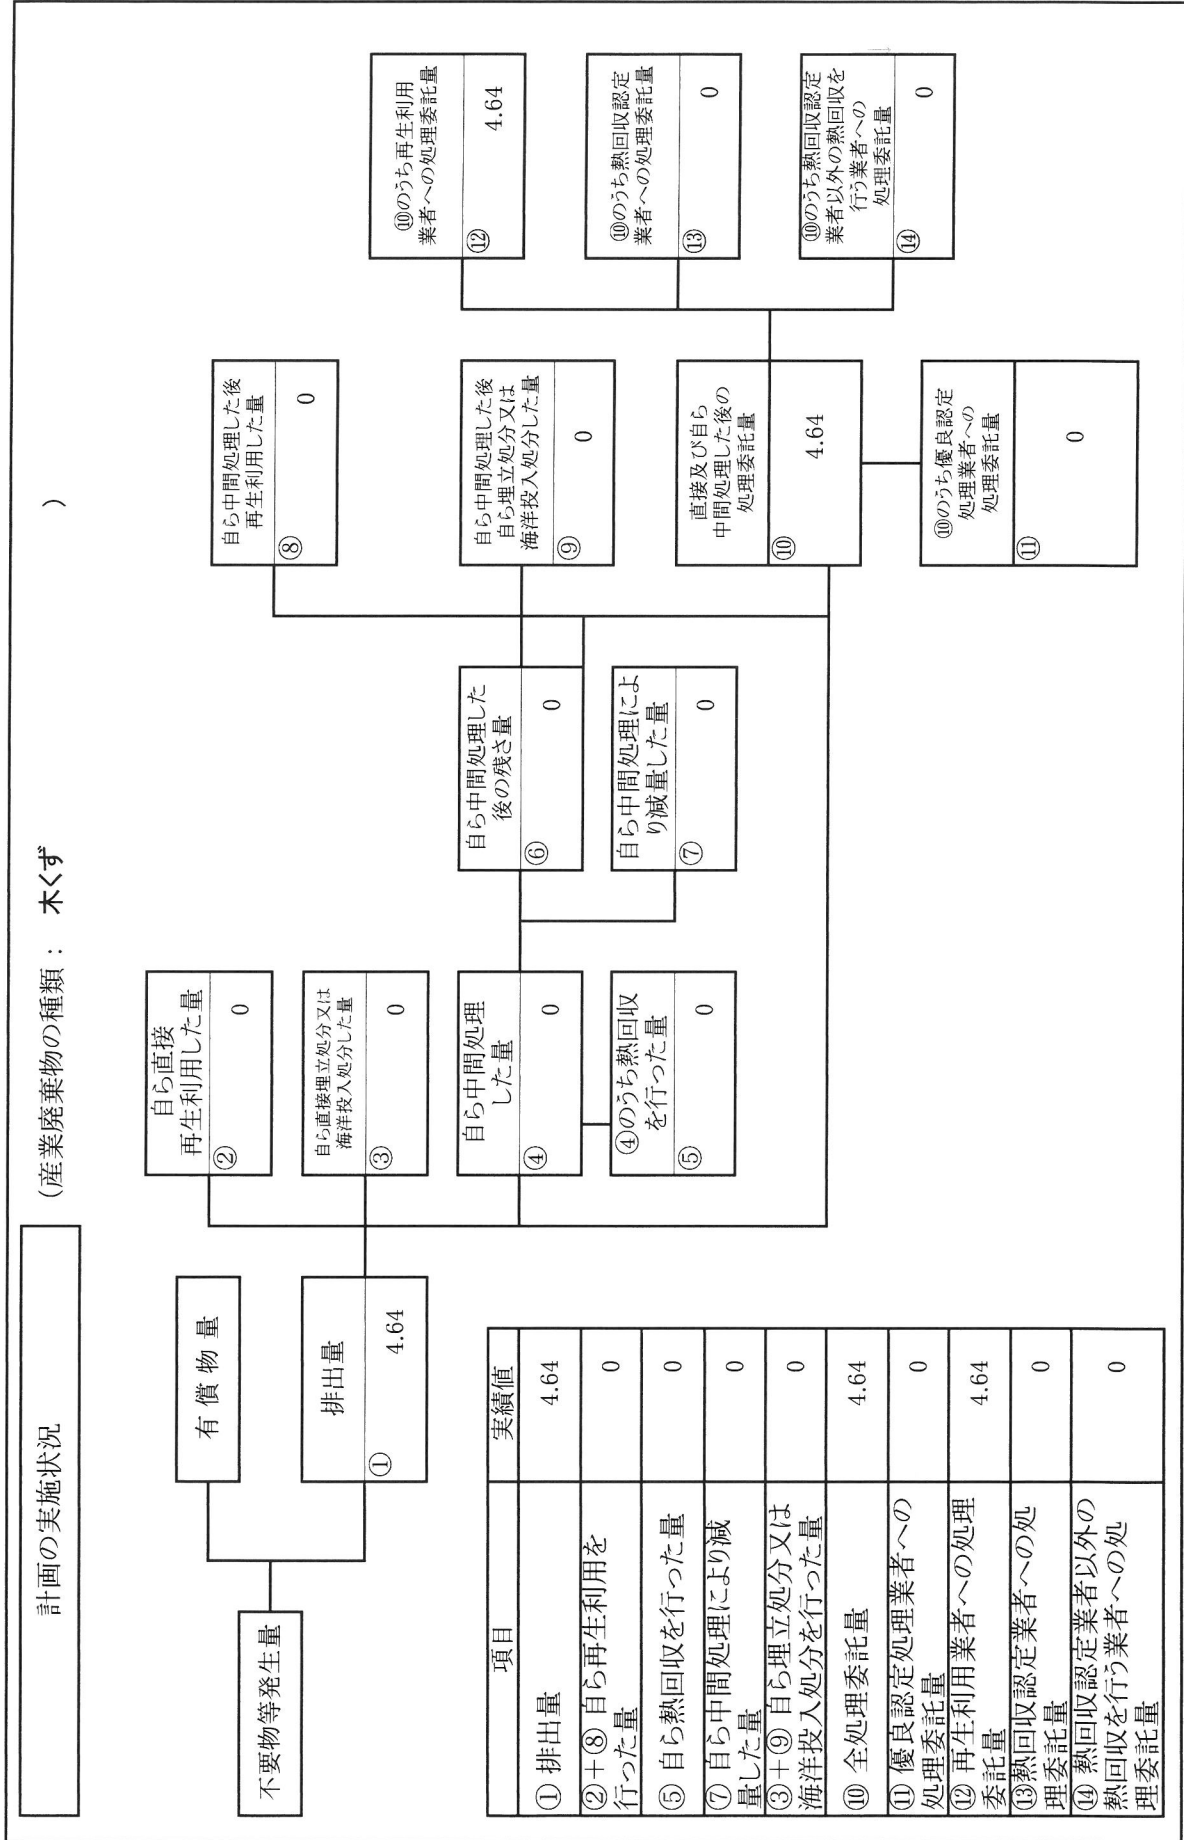 計画の実施状況
(産業廃棄物の種類： 木くず )
不要物等発生量
有償物量
排出量
① 4.64
自ら直接
再生利用した量
② 0
自ら直接埋立処分又は
海洋投入処分した量
③ 0
自ら中間処理
した量
④ 0
④のうち熱回収
を行った量
⑤ 0
自ら中間処理した
後の残さ量
⑥ 0
自ら中間処理によ
り減量した量
⑦ 0
自ら中間処理した後
再生利用した量
⑧ 0
自ら中間処理した後
自ら埋立処分又は
海洋投入処分した量
⑨ 0
直接及び自ら
中間処理した後の
処理委託量
⑩ 4.64
⑩のうち優良認定
処理業者への
処理委託量
⑪ 0
⑩のうち再生利用
業者への処理委託量
⑫ 4.64
⑩のうち熱回収認定
業者への処理委託量
⑬ 0
⑩のうち熱回収認定
業者以外の熱回収を
行う業者への
処理委託量
⑭ 0
項目 実績値
① 排出量 4.64
②＋⑧ 自ら再生利用を
行った量 0
⑤ 自ら熱回収を行った量 0
⑦ 自ら中間処理により減
量した量 0
③＋⑨ 自ら埋立処分又は
海洋投入処分を行った量 0
⑩ 全処理委託量 4.64
⑪ 優良認定処理業者への
処理委託量 0
⑫ 再生利用業者への処理
委託量 4.64
⑬熱回収認定業者への処
理委託量 0
⑭ 熱回収認定業者以外の
熱回収を行う業者への処
理委託量 0